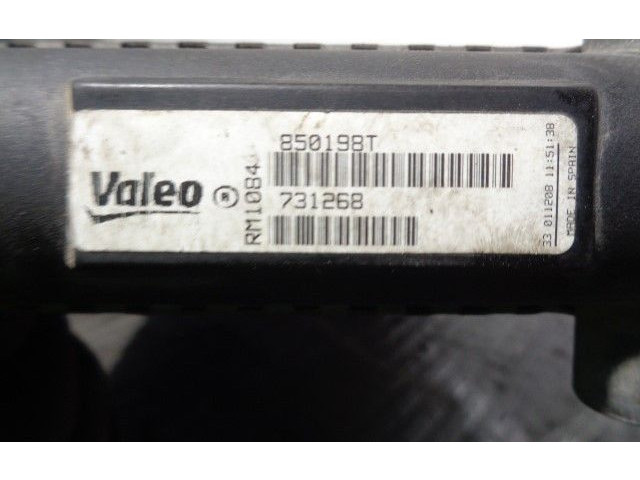 Valeo ®
RM1084
850198T
731268
33 011208 11:51:38
MADE IN SPAIN